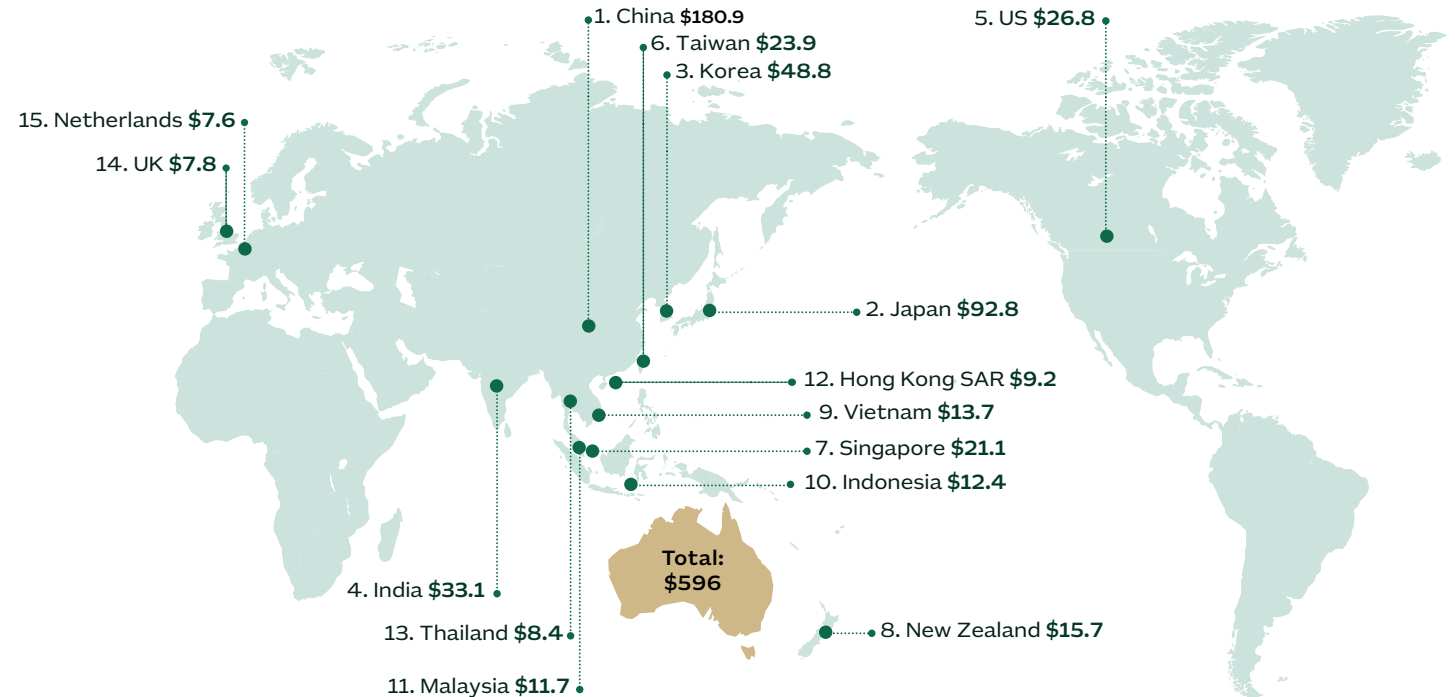 1. China $180.9
5. US $26.8
6. Taiwan $23.9
3. Korea $48.8
15. Netherlands $7.6
14. UK $7.8
2. Japan $92.8
12. Hong Kong SAR $9.2
9. Vietnam $13.7
7. Singapore $21.1
10. Indonesia $12.4
Total:
$596
4. India $33.1
13. Thailand $8.4
8. New Zealand $15.7
11. Malaysia $11.7